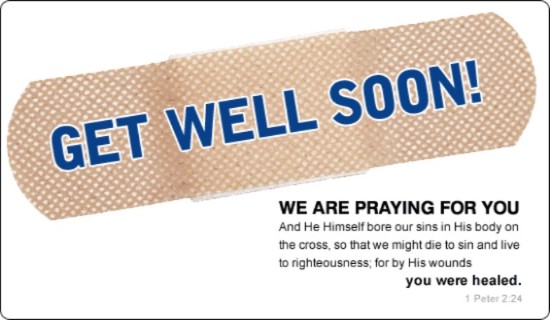 GET WELL SOON!
WE ARE PRAYING FOR YOU
And He Himself bore our sins in His body on
the cross, so that we might die to sin and live
to righteousness; for by His wounds
you were healed.
1 Peter 2:24